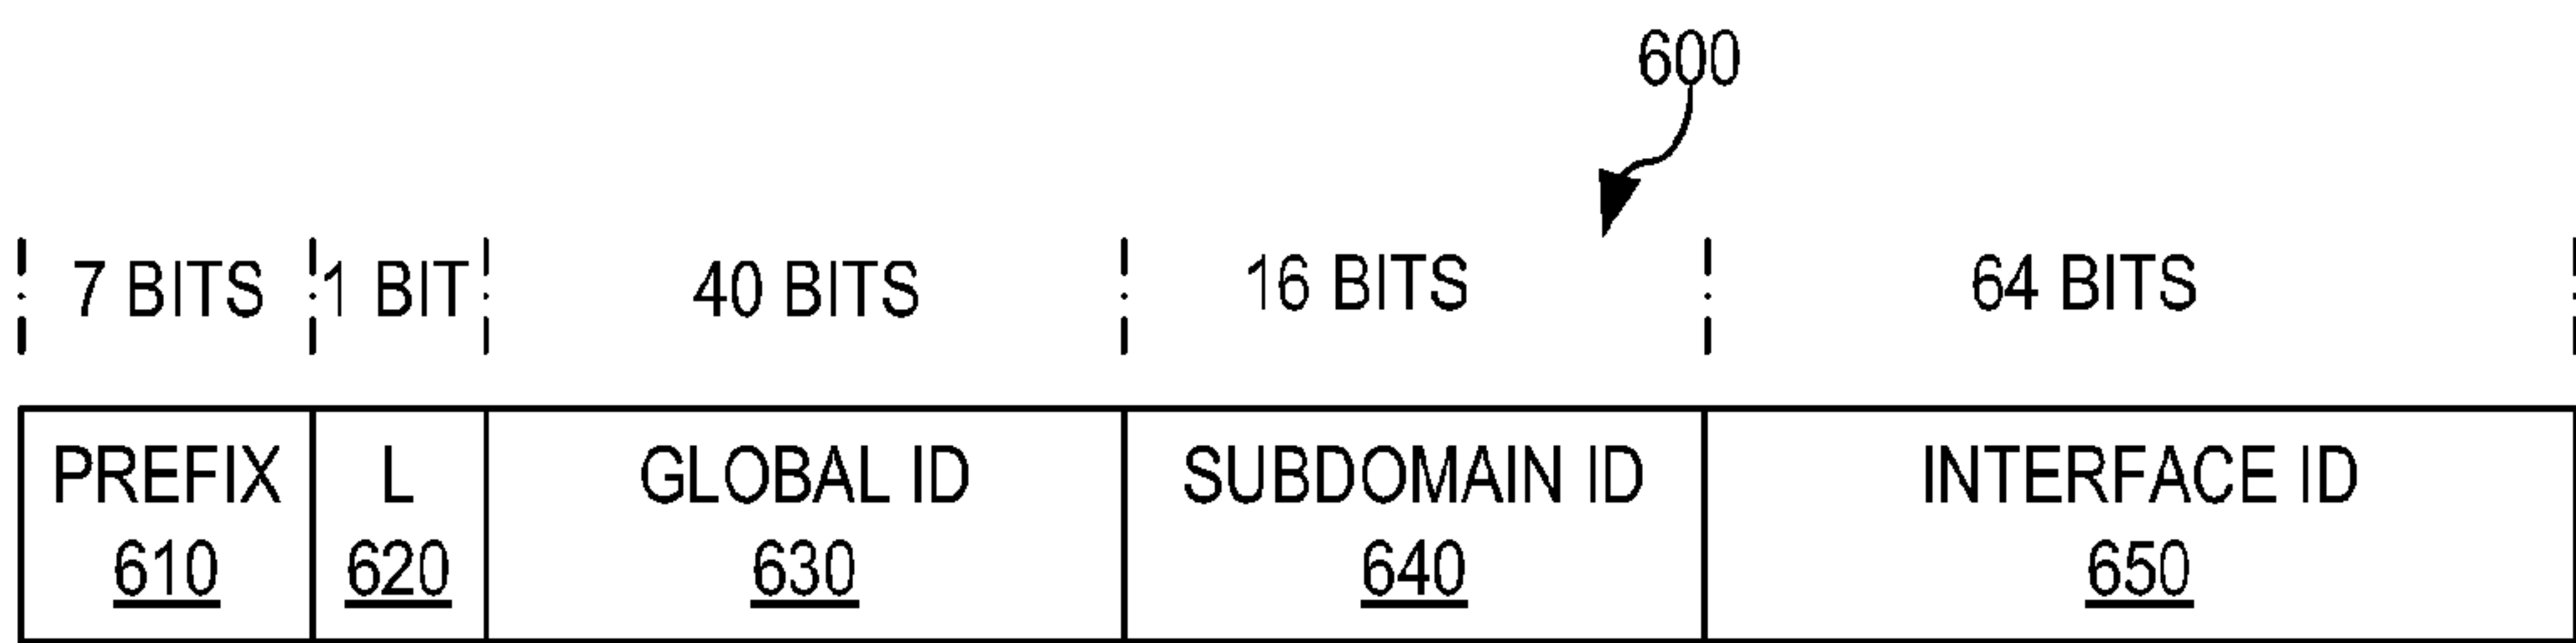 600
7 BITS 1 BIT 40 BITS 16 BITS 64 BITS
PREFIX L GLOBAL ID SUBDOMAIN ID INTERFACE ID
610 620 630 640 650